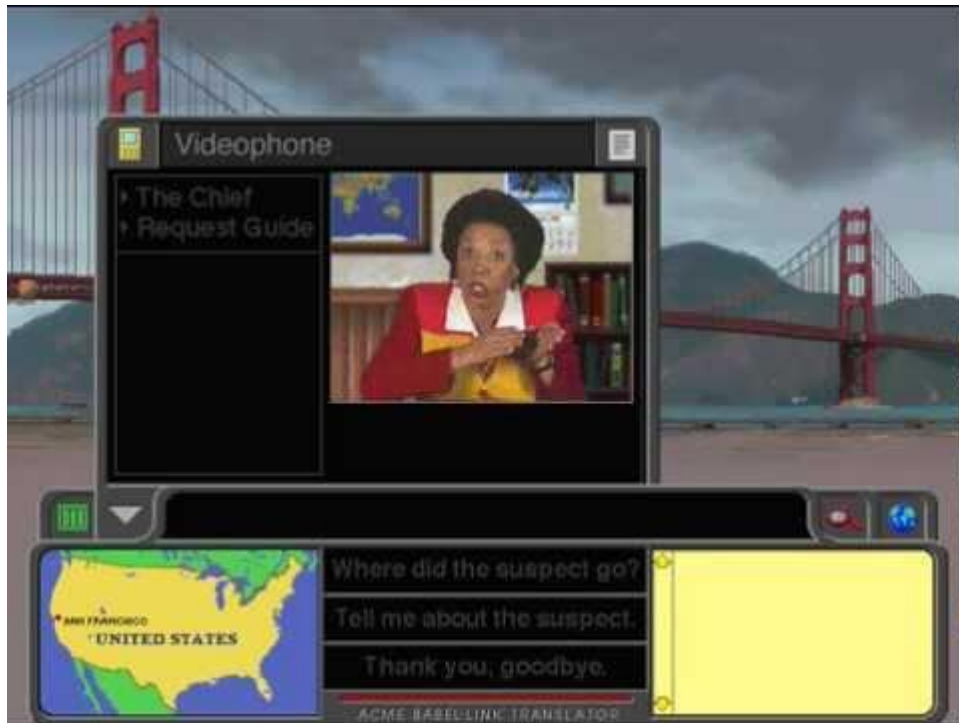 Videophone
The Chief
Request Guide
Where did the suspect go?
Tell me about the suspect.
Thank you, goodbye.
SAN FRANCISCO
UNITED STATES
ACME BABEL-LINK TRANSLATOR